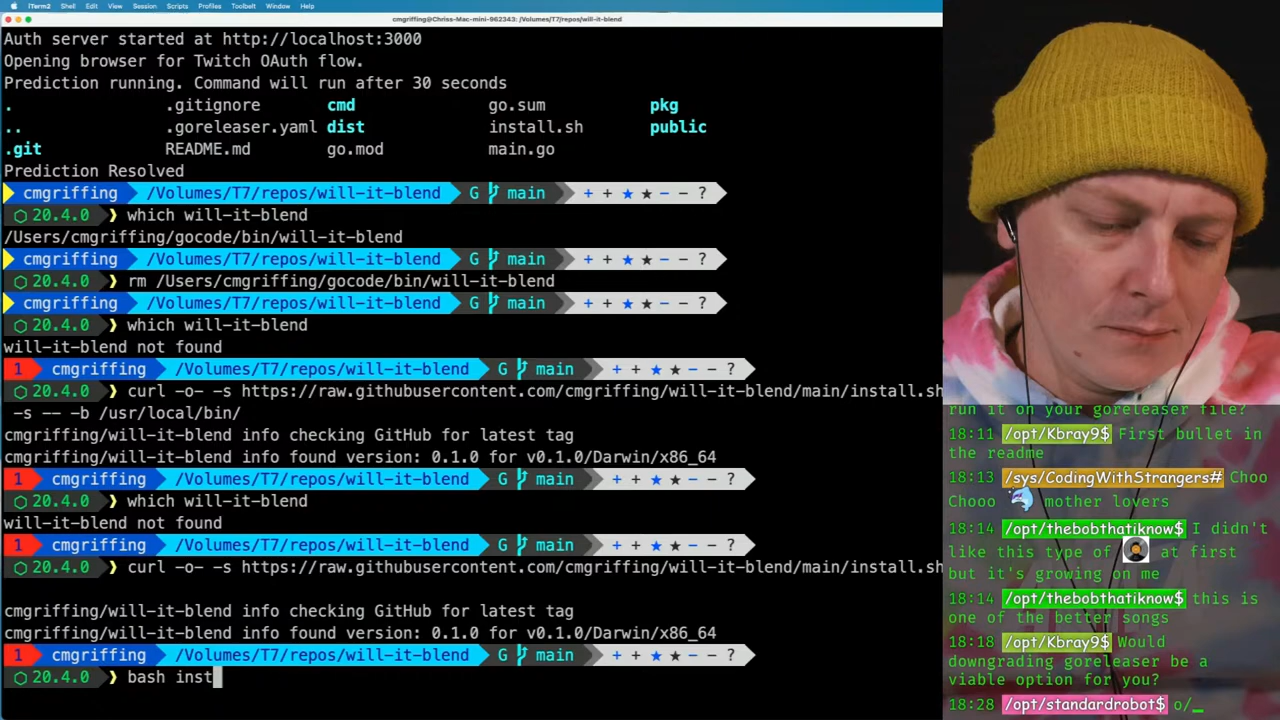 iTerm2 Shell Edit View Session Scripts Profiles Toolbelt Window Help
cmgriffing@Chriss-Mac-mini-962343: /Volumes/T7/repos/will-it-blend
Auth server started at http://localhost:3000
Opening browser for Twitch OAuth flow.
Prediction running. Command will run after 30 seconds
. .gitignore cmd go.sum pkg
.. .goreleaser.yaml dist install.sh public
.git README.md go.mod main.go
Prediction Resolved
cmgriffing /Volumes/T7/repos/will-it-blend G main + + ★ ★ − − ?
20.4.0 ❯ which will-it-blend
/Users/cmgriffing/gocode/bin/will-it-blend
cmgriffing /Volumes/T7/repos/will-it-blend G main + + ★ ★ − − ?
20.4.0 ❯ rm /Users/cmgriffing/gocode/bin/will-it-blend
cmgriffing /Volumes/T7/repos/will-it-blend G main + + ★ ★ − − ?
20.4.0 ❯ which will-it-blend
will-it-blend not found
1 cmgriffing /Volumes/T7/repos/will-it-blend G main + + ★ ★ − − ?
20.4.0 ❯ curl -o- -s https://raw.githubusercontent.com/cmgriffing/will-it-blend/main/install.sh
-s -- -b /usr/local/bin/
cmgriffing/will-it-blend info checking GitHub for latest tag
cmgriffing/will-it-blend info found version: 0.1.0 for v0.1.0/Darwin/x86_64
1 cmgriffing /Volumes/T7/repos/will-it-blend G main + + ★ ★ − − ?
20.4.0 ❯ which will-it-blend
will-it-blend not found
1 cmgriffing /Volumes/T7/repos/will-it-blend G main + + ★ ★ − − ?
20.4.0 ❯ curl -o- -s https://raw.githubusercontent.com/cmgriffing/will-it-blend/main/install.sh
cmgriffing/will-it-blend info checking GitHub for latest tag
cmgriffing/will-it-blend info found version: 0.1.0 for v0.1.0/Darwin/x86_64
1 cmgriffing /Volumes/T7/repos/will-it-blend G main + + ★ ★ − − ?
20.4.0 ❯ bash inst
run it on your goreleaser file?
18:11 /opt/Kbray9$ First bullet in
the readme
18:13 /sys/CodingWithStrangers# Choo
Chooo mother lovers
18:14 /opt/thebobthatiknow$ I didn't
like this type of at first
but it's growing on me
18:14 /opt/thebobthatiknow$ this is
one of the better songs
18:18 /opt/Kbray9$ Would
downgrading goreleaser be a
viable option for you?
18:28 /opt/standardrobot$ o/_